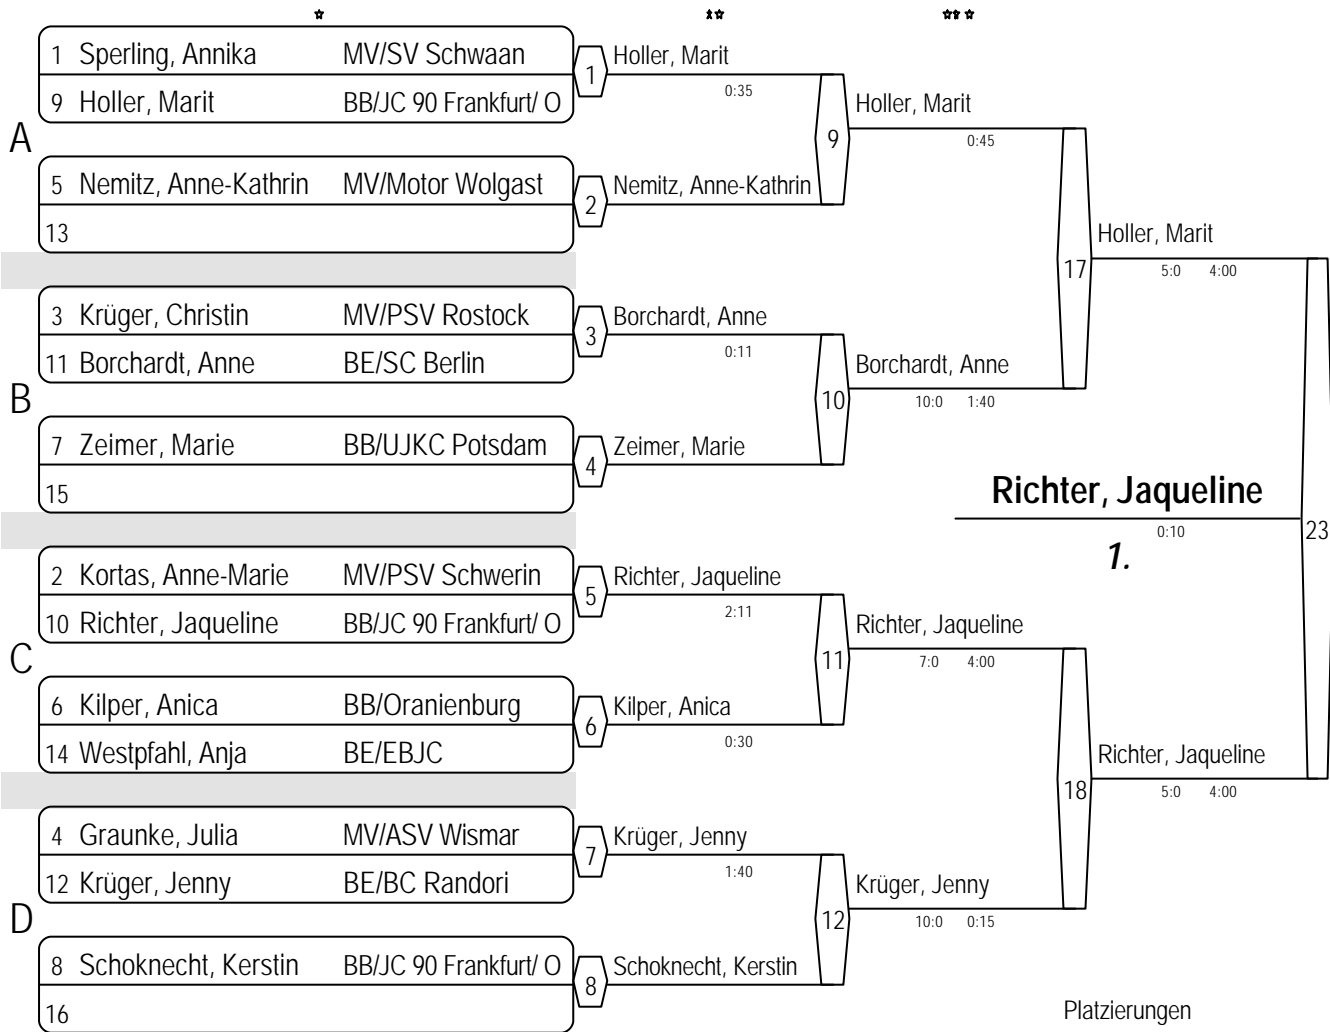 1 Sperling, Annika MV/SV Schwaan
9 Holler, Marit BB/JC 90 Frankfurt/ O
1
Holler, Marit
0:35
A
5 Nemitz, Anne-Kathrin MV/Motor Wolgast
13
2
Nemitz, Anne-Kathrin
9
Holler, Marit
0:45
3 Krüger, Christin MV/PSV Rostock
11 Borchardt, Anne BE/SC Berlin
3
Borchardt, Anne
0:11
B
7 Zeimer, Marie BB/UJKC Potsdam
15
4
Zeimer, Marie
10
Borchardt, Anne
10:0 1:40
17
Holler, Marit
5:0 4:00
Richter, Jaqueline
0:10
1.
23
2 Kortas, Anne-Marie MV/PSV Schwerin
10 Richter, Jaqueline BB/JC 90 Frankfurt/ O
5
Richter, Jaqueline
2:11
C
6 Kilper, Anica BB/Oranienburg
14 Westpfahl, Anja BE/EBJC
6
Kilper, Anica
0:30
11
Richter, Jaqueline
7:0 4:00
4 Graunke, Julia MV/ASV Wismar
12 Krüger, Jenny BE/BC Randori
7
Krüger, Jenny
1:40
D
8 Schoknecht, Kerstin BB/JC 90 Frankfurt/ O
16
8
Schoknecht, Kerstin
12
Krüger, Jenny
10:0 0:15
18
Richter, Jaqueline
5:0 4:00
Platzierungen